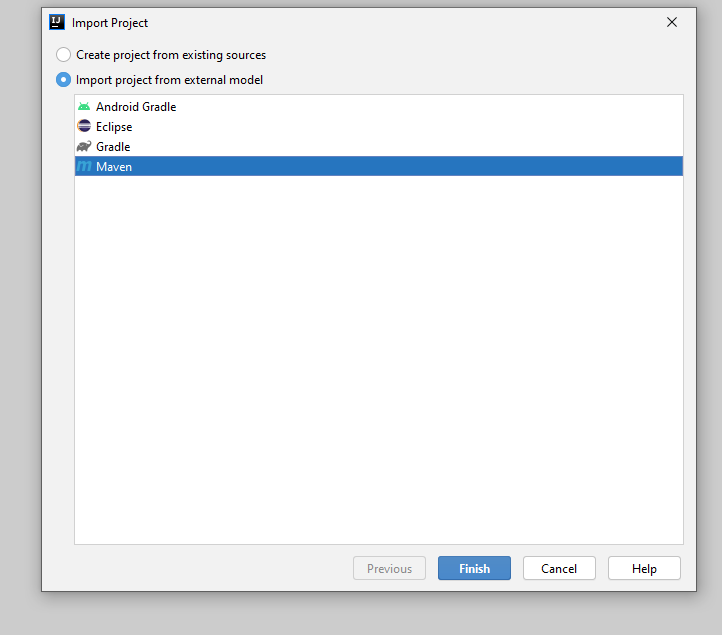 IJ Import Project
Create project from existing sources
Import project from external model
Android Gradle
Eclipse
Gradle
m Maven
Previous Finish Cancel Help